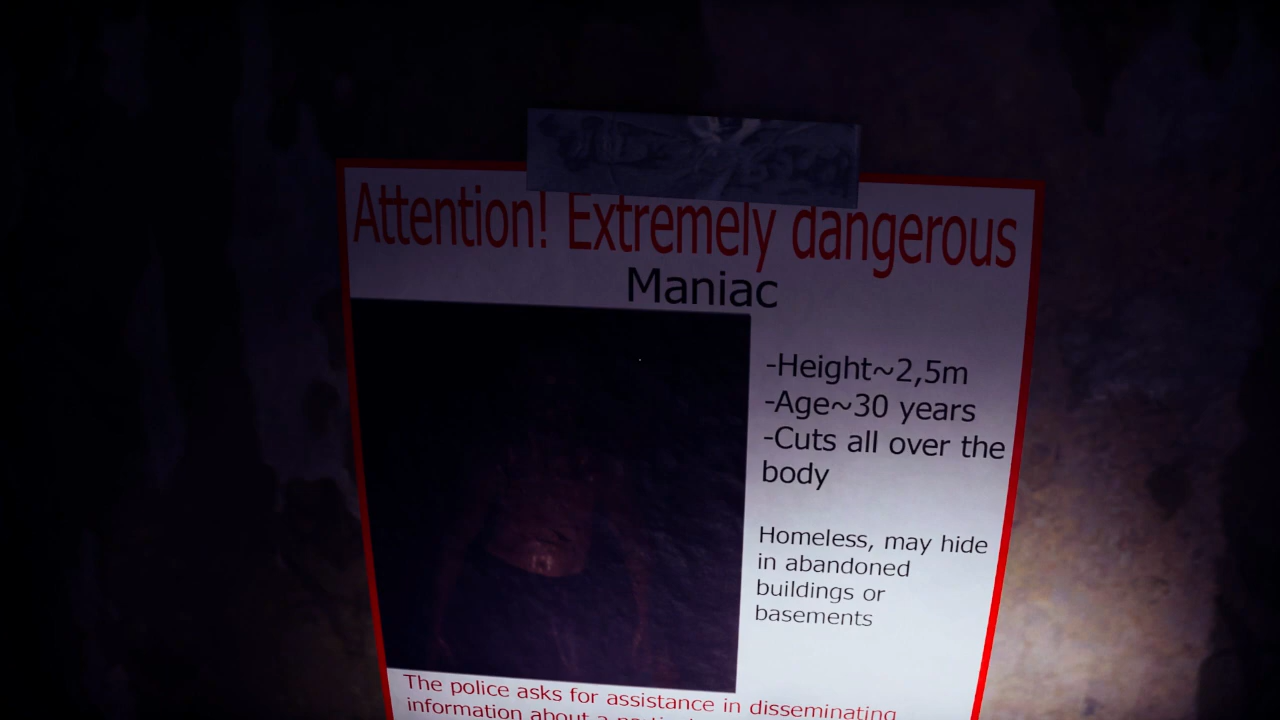 Attention! Extremely dangerous
Maniac
-Height~2,5m
-Age~30 years
-Cuts all over the
body
Homeless, may hide
in abandoned
buildings or
basements
The police asks for assistance in disseminating
information about a